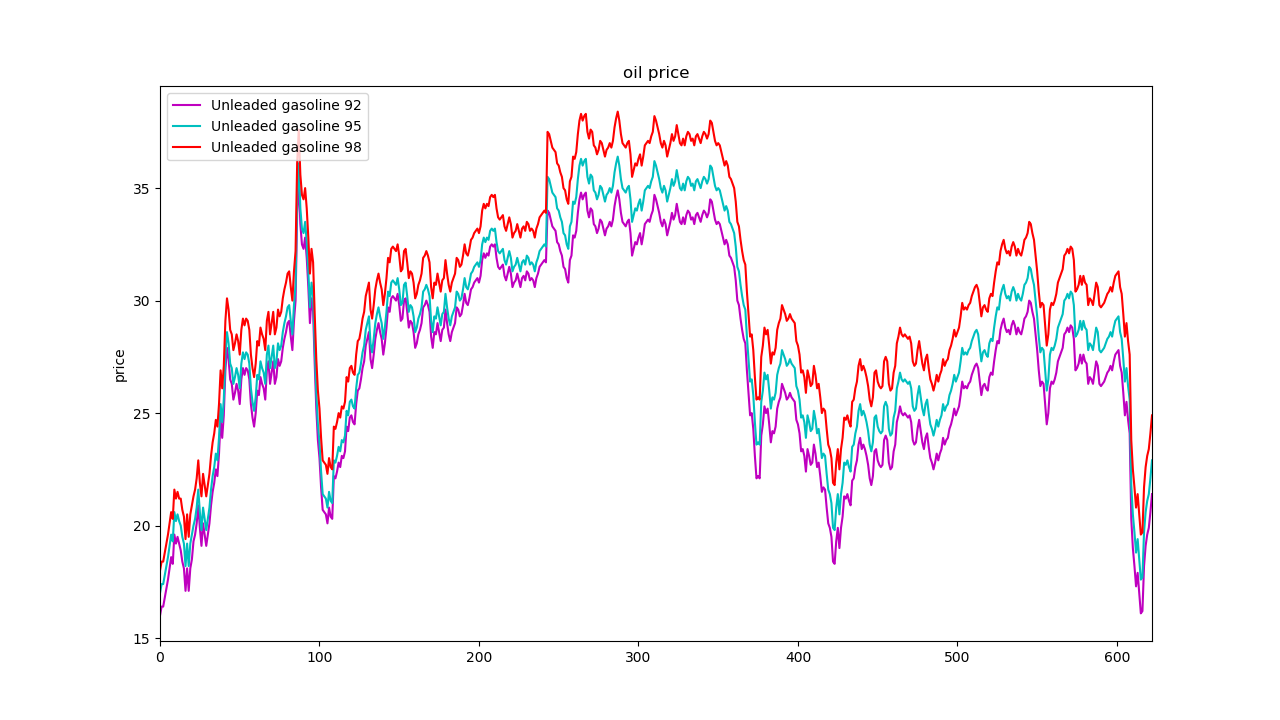 oil price
Unleaded gasoline 92
Unleaded gasoline 95
Unleaded gasoline 98
price
35
30
25
20
15
0 100 200 300 400 500 600